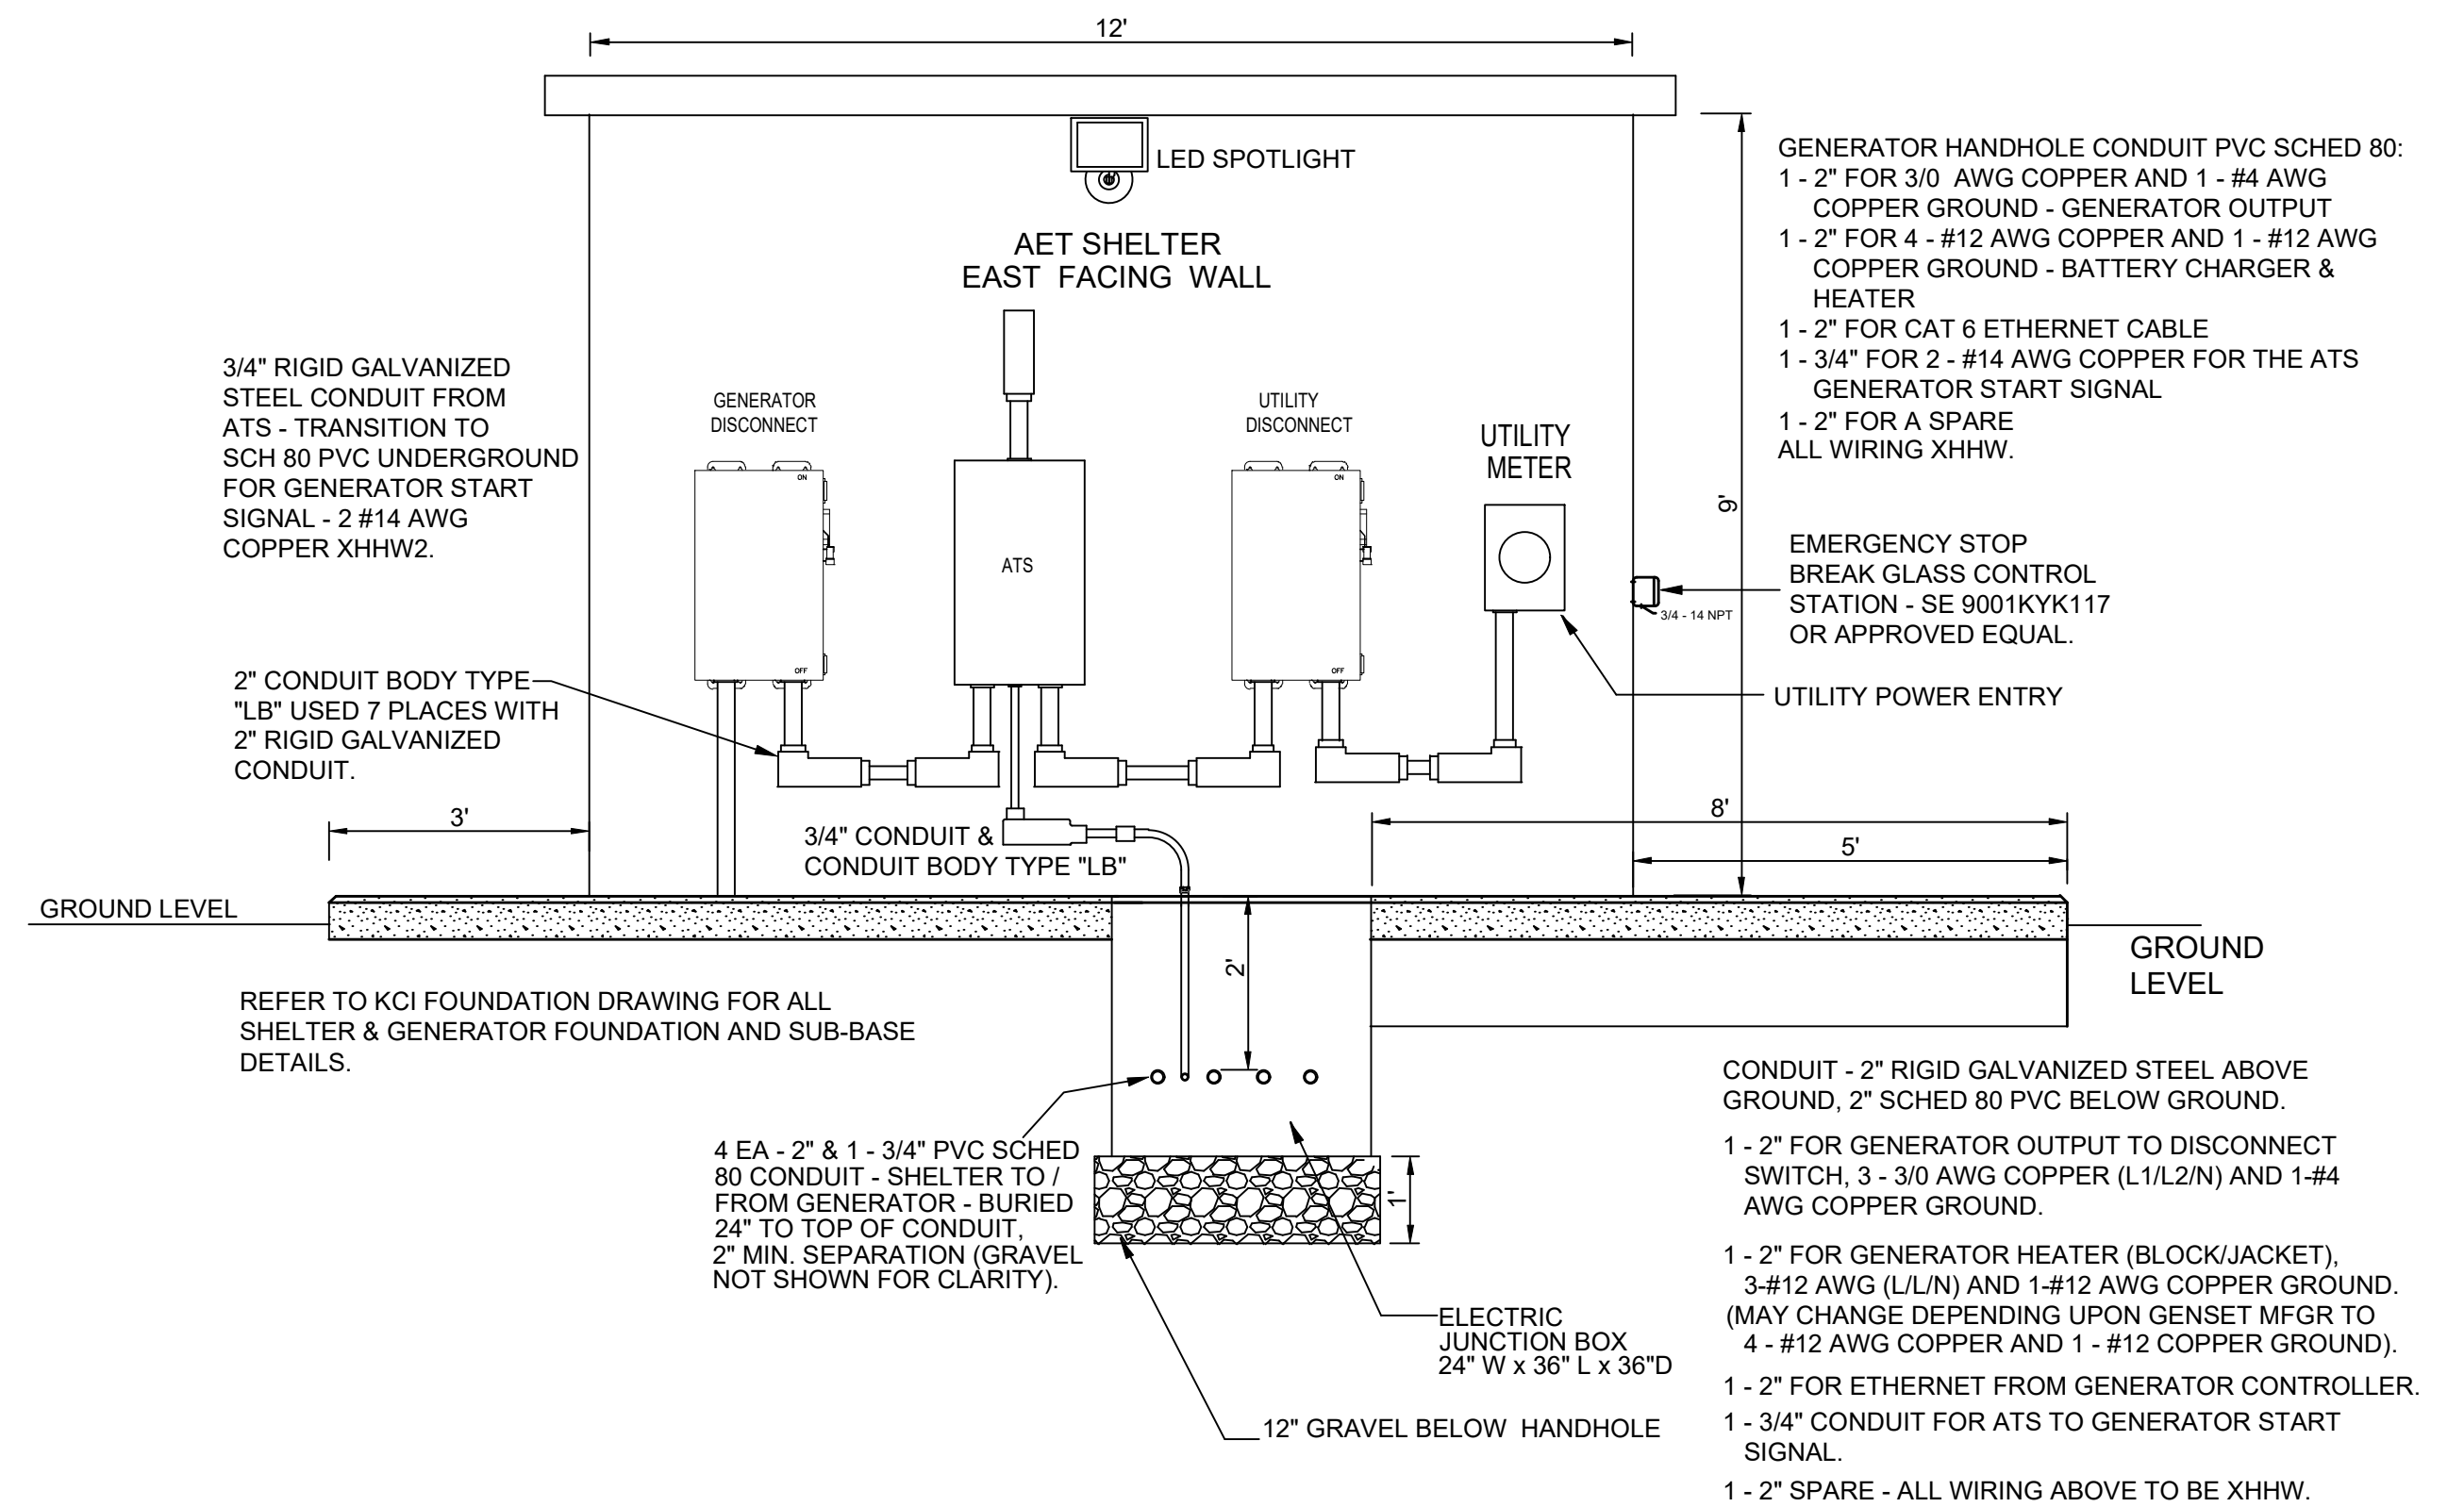 12'
LED SPOTLIGHT
AET SHELTER
EAST FACING WALL
GENERATOR HANDHOLE CONDUIT PVC SCHED 80:
1 - 2" FOR 3/0 AWG COPPER AND 1 - #4 AWG
COPPER GROUND - GENERATOR OUTPUT
1 - 2" FOR 4 - #12 AWG COPPER AND 1 - #12 AWG
COPPER GROUND - BATTERY CHARGER &
HEATER
1 - 2" FOR CAT 6 ETHERNET CABLE
1 - 3/4" FOR 2 - #14 AWG COPPER FOR THE ATS
GENERATOR START SIGNAL
1 - 2" FOR A SPARE
ALL WIRING XHHW.
3/4" RIGID GALVANIZED
STEEL CONDUIT FROM
ATS - TRANSITION TO
SCH 80 PVC UNDERGROUND
FOR GENERATOR START
SIGNAL - 2 #14 AWG
COPPER XHHW2.
GENERATOR
DISCONNECT
ON
OFF
ATS
UTILITY
DISCONNECT
ON
OFF
UTILITY
METER
9'
EMERGENCY STOP
BREAK GLASS CONTROL
STATION - SE 9001KYK117
OR APPROVED EQUAL.
3/4 - 14 NPT
UTILITY POWER ENTRY
2" CONDUIT BODY TYPE
"LB" USED 7 PLACES WITH
2" RIGID GALVANIZED
CONDUIT.
3'
3/4" CONDUIT &
CONDUIT BODY TYPE "LB"
8'
5'
GROUND LEVEL
GROUND
LEVEL
2'
REFER TO KCI FOUNDATION DRAWING FOR ALL
SHELTER & GENERATOR FOUNDATION AND SUB-BASE
DETAILS.
4 EA - 2" & 1 - 3/4" PVC SCHED
80 CONDUIT - SHELTER TO /
FROM GENERATOR - BURIED
24" TO TOP OF CONDUIT,
2" MIN. SEPARATION (GRAVEL
NOT SHOWN FOR CLARITY).
1'
ELECTRIC
JUNCTION BOX
24" W x 36" L x 36"D
12" GRAVEL BELOW HANDHOLE
CONDUIT - 2" RIGID GALVANIZED STEEL ABOVE
GROUND, 2" SCHED 80 PVC BELOW GROUND.
1 - 2" FOR GENERATOR OUTPUT TO DISCONNECT
SWITCH, 3 - 3/0 AWG COPPER (L1/L2/N) AND 1-#4
AWG COPPER GROUND.
1 - 2" FOR GENERATOR HEATER (BLOCK/JACKET),
3-#12 AWG (L/L/N) AND 1-#12 AWG COPPER GROUND.
(MAY CHANGE DEPENDING UPON GENSET MFGR TO
4 - #12 AWG COPPER AND 1 - #12 COPPER GROUND).
1 - 2" FOR ETHERNET FROM GENERATOR CONTROLLER.
1 - 3/4" CONDUIT FOR ATS TO GENERATOR START
SIGNAL.
1 - 2" SPARE - ALL WIRING ABOVE TO BE XHHW.